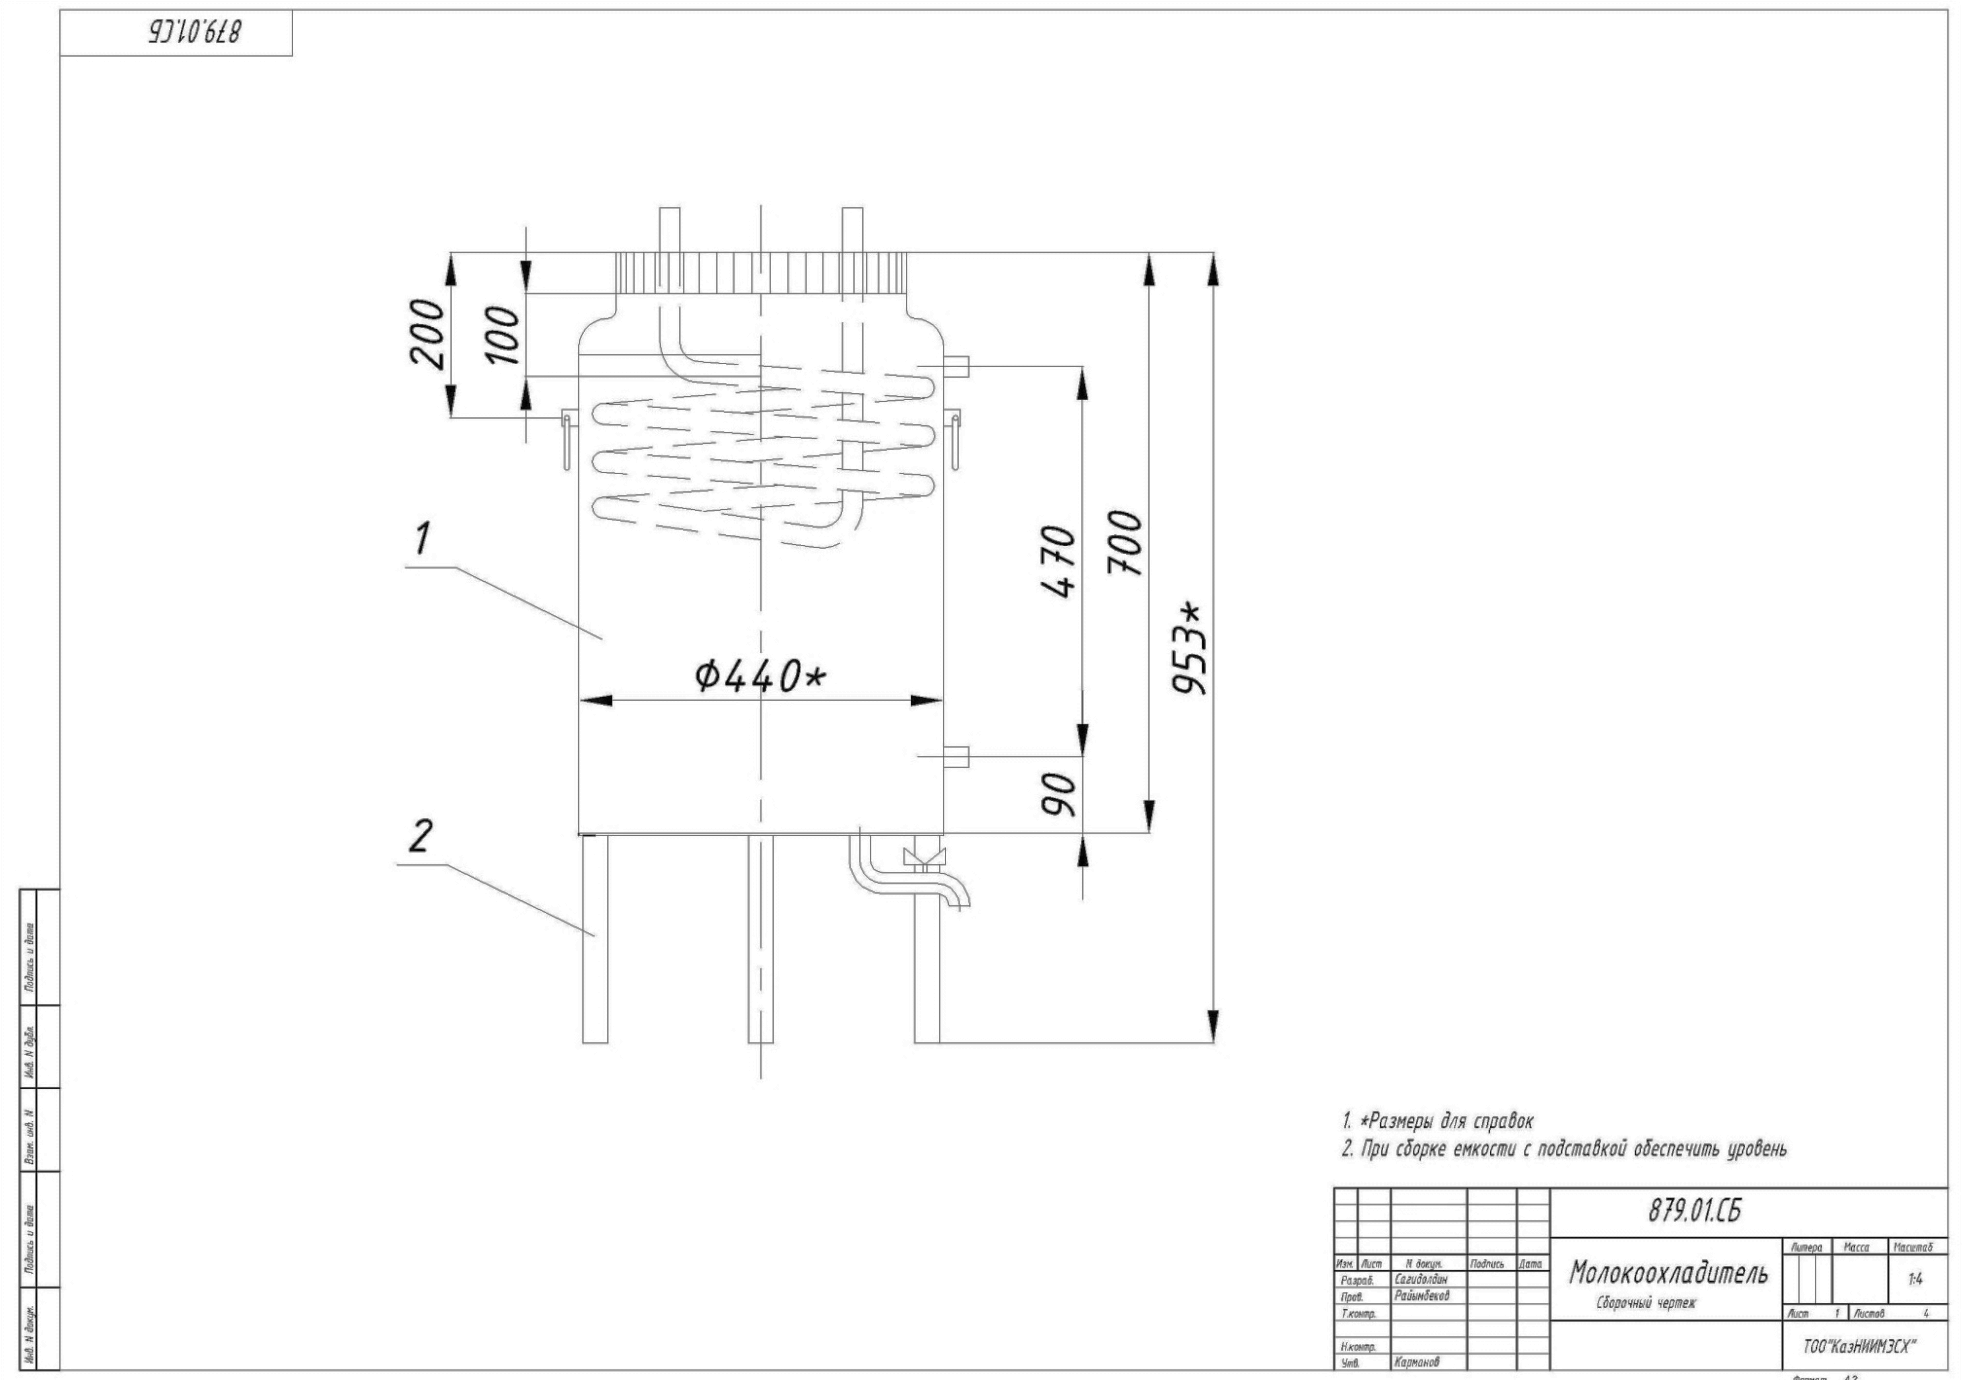 879.01.СБ
200
100
1
470
700
953*
Ф440*
90
2
Подпись и дата
Инв. N дубл.
Взам. инв. N
Подпись и дата
Инв. N докум.
1. *Размеры для справок
2. При сборке емкости с подставкой обеспечить уровень
879.01.СБ
Изм. Лист N докум. Подпись Дата
Разраб. Сагидолдин
Пров. Райымбеков
Т.контр.
Н.контр.
Утв. Карманов
Молокоохладитель
Сборочный чертеж
Литера Масса Масштаб
1:4
Лист 1 Листов 4
ТОО"КазНИИМЭСХ"